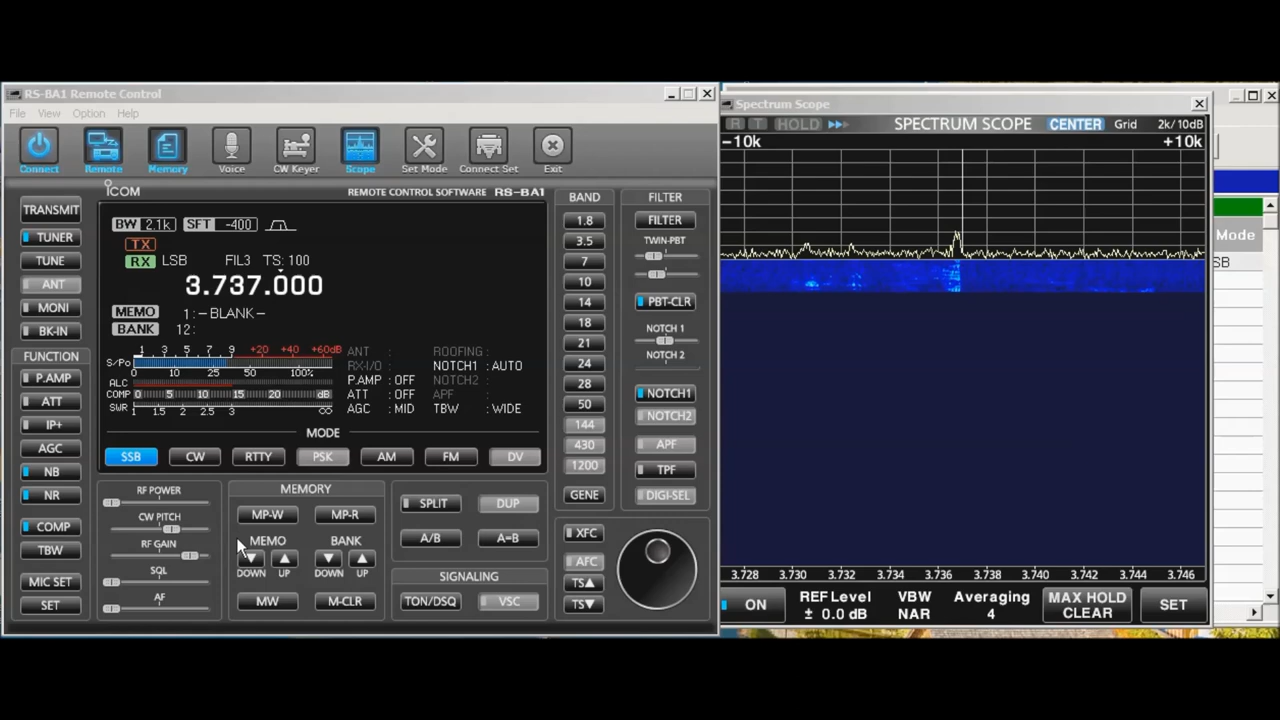 RS-BA1 Remote Control
File View Option Help
Connect Remote Memory Voice CW Keyer Scope Set Mode Connect Set Exit
ICOM REMOTE CONTROL SOFTWARE RS-BA1
TRANSMIT
TUNER
TUNE
ANT
MONI
BK-IN
FUNCTION
P.AMP
ATT
IP+
AGC
NB
NR
COMP
TBW
MIC SET
SET
BW 2.1k SFT -400
TX
RX LSB FIL3 TS: 100
3.737.000
MEMO 1: -BLANK-
BANK 12:
1 3 5 7 9 +20 +40 +60dB
S/Po
0 10 25 50 100%
ALC
COMP 0 5 10 15 20 dB
SWR 1 1.5 2 2.5 3 ∞
ANT :
RX-I/O :
P.AMP : OFF
ATT : OFF
AGC : MID
ROOFING :
NOTCH1 : AUTO
NOTCH2 :
APF :
TBW : WIDE
MODE
SSB CW RTTY PSK AM FM DV
RF POWER
CW PITCH
RF GAIN
SQL
AF
MEMORY
MP-W MP-R
MEMO BANK
DOWN UP DOWN UP
MW M-CLR
SPLIT DUP
A/B A=B
SIGNALING
TON/DSQ VSC
BAND
1.8
3.5
7
10
14
18
21
24
28
50
144
430
1200
GENE
XFC
AFC
TS▲
TS▼
FILTER
FILTER
TWIN-PBT
PBT-CLR
NOTCH 1
NOTCH 2
NOTCH1
NOTCH2
APF
TPF
DIGI-SEL
Spectrum Scope
R T HOLD SPECTRUM SCOPE CENTER Grid 2k/10dB
-10k +10k
3.728 3.730 3.732 3.734 3.736 3.738 3.740 3.742 3.744 3.746
ON
REF Level
± 0.0 dB
VBW
NAR
Averaging
4
MAX HOLD
CLEAR
SET
Mode
SB